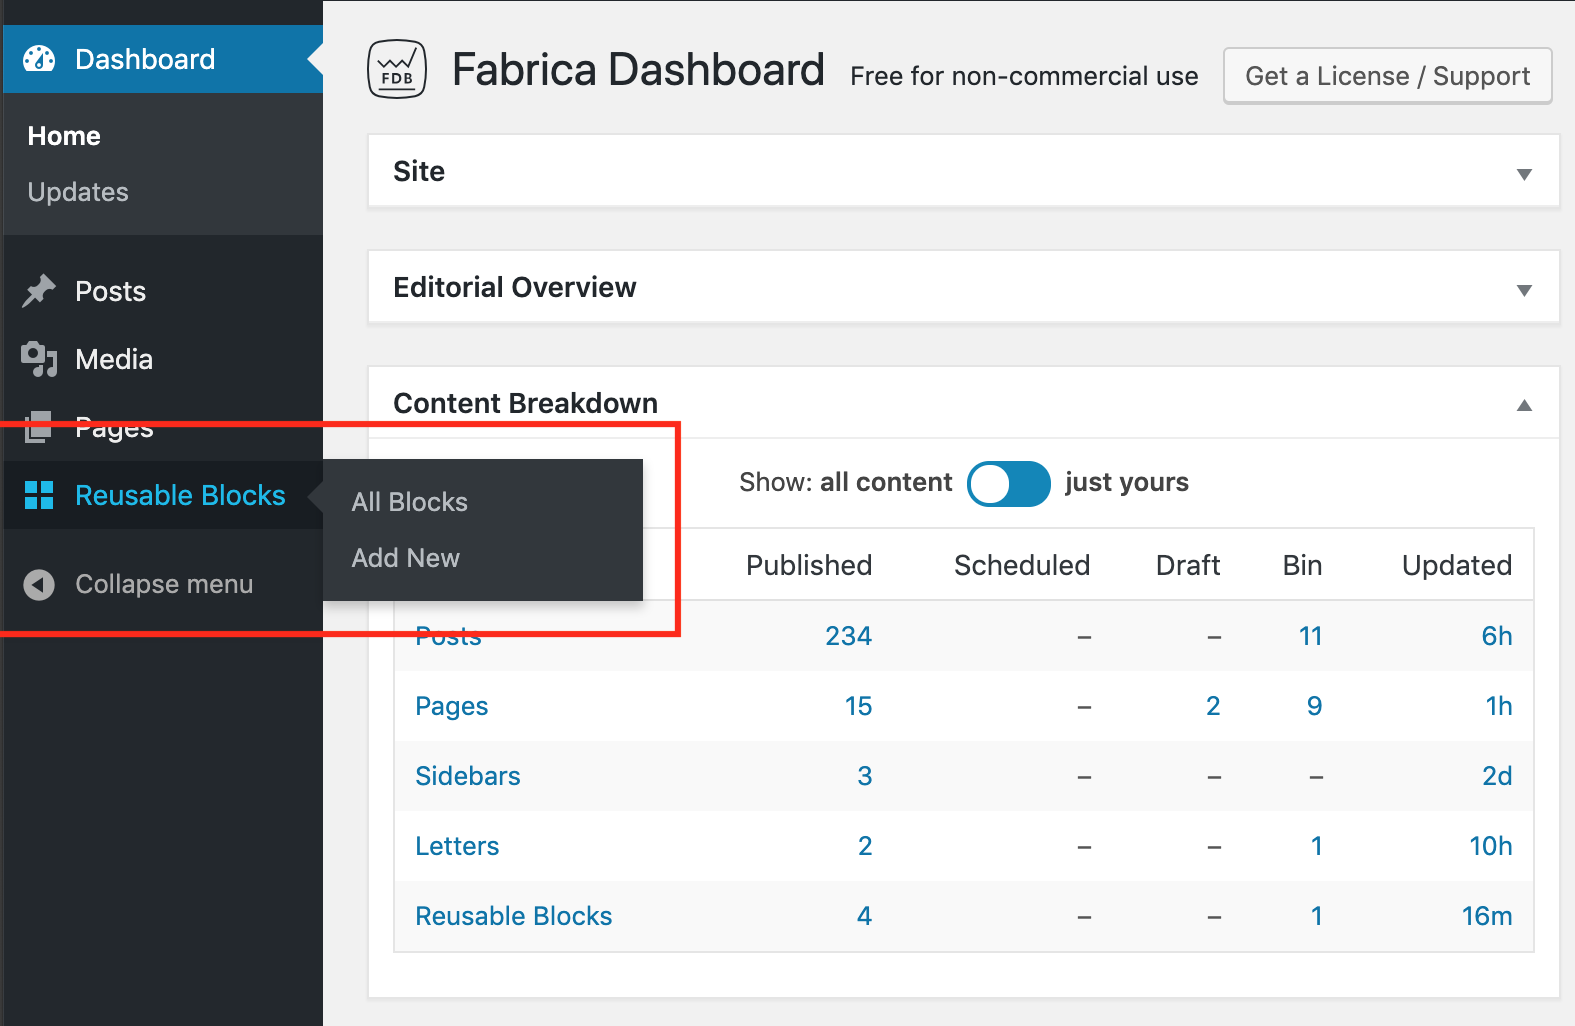 Dashboard
Home
Updates
Posts
Media
Pages
Reusable Blocks
All Blocks
Add New
Collapse menu
FDB
Fabrica Dashboard Free for non-commercial use Get a License / Support
Site
Editorial Overview
Content Breakdown
Show: all content just yours
Published Scheduled Draft Bin Updated
Posts 234 – – 11 6h
Pages 15 – 2 9 1h
Sidebars 3 – – – 2d
Letters 2 – – 1 10h
Reusable Blocks 4 – – 1 16m